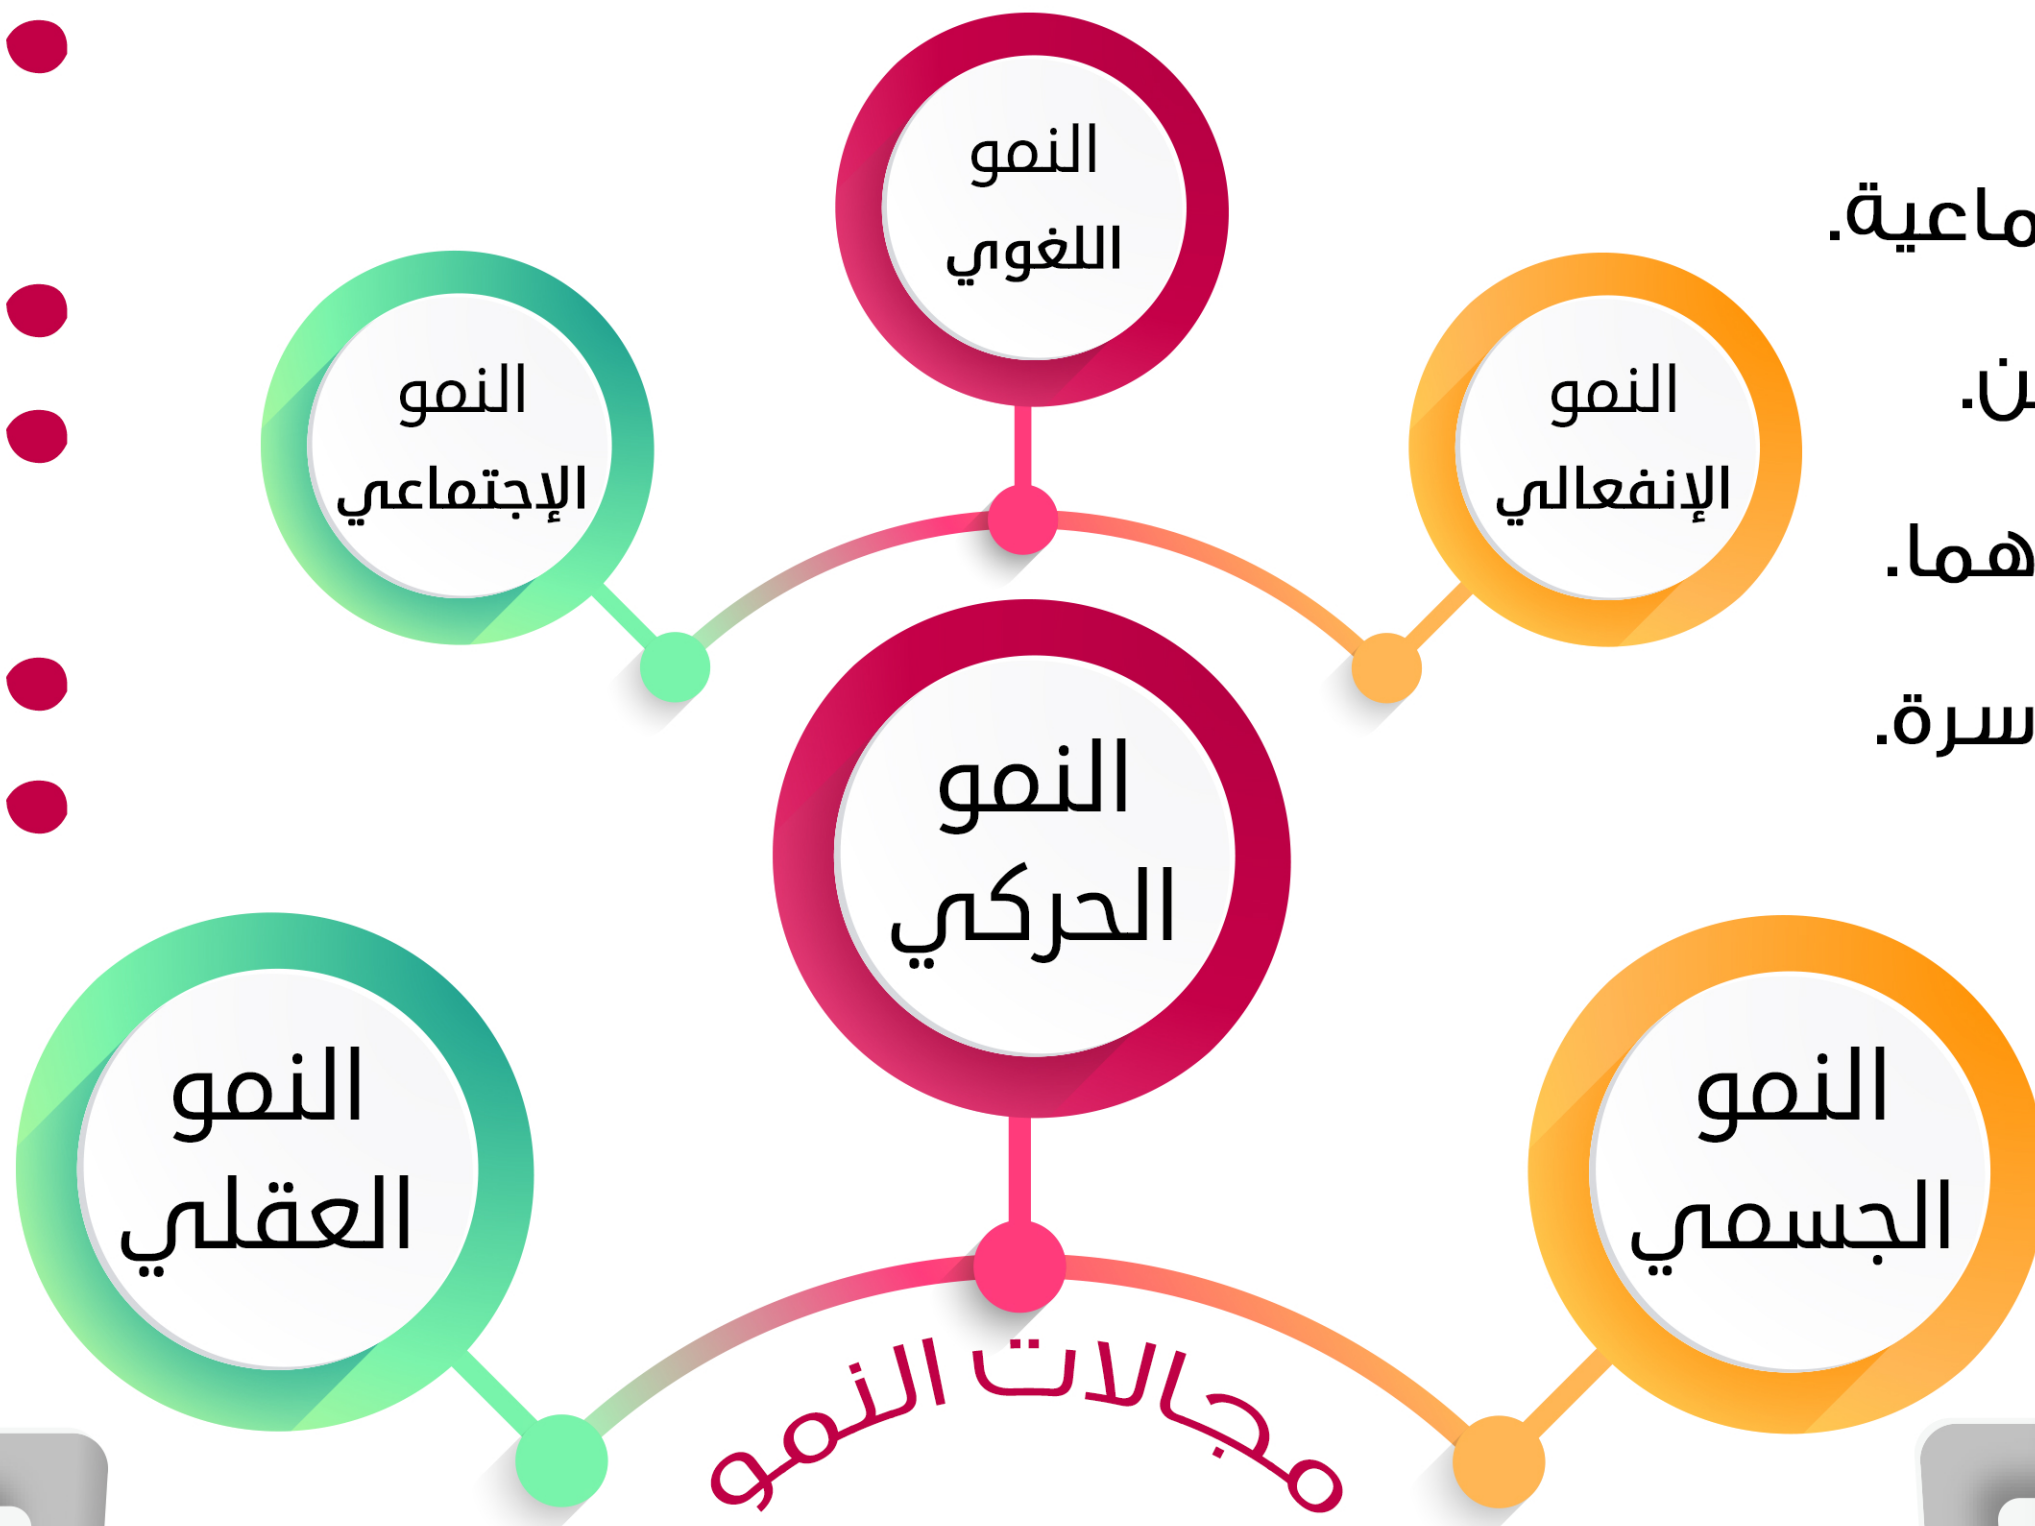 النمو
اللغوي
النمو
الإنفعالي
النمو
الإجتماعي
النمو
الحركي
النمو
الجسمي
النمو
العقلي
مجالات النمو